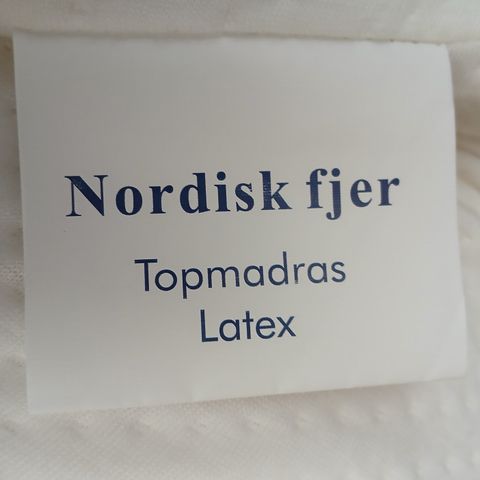 Nordisk fjer
Topmadras
Latex